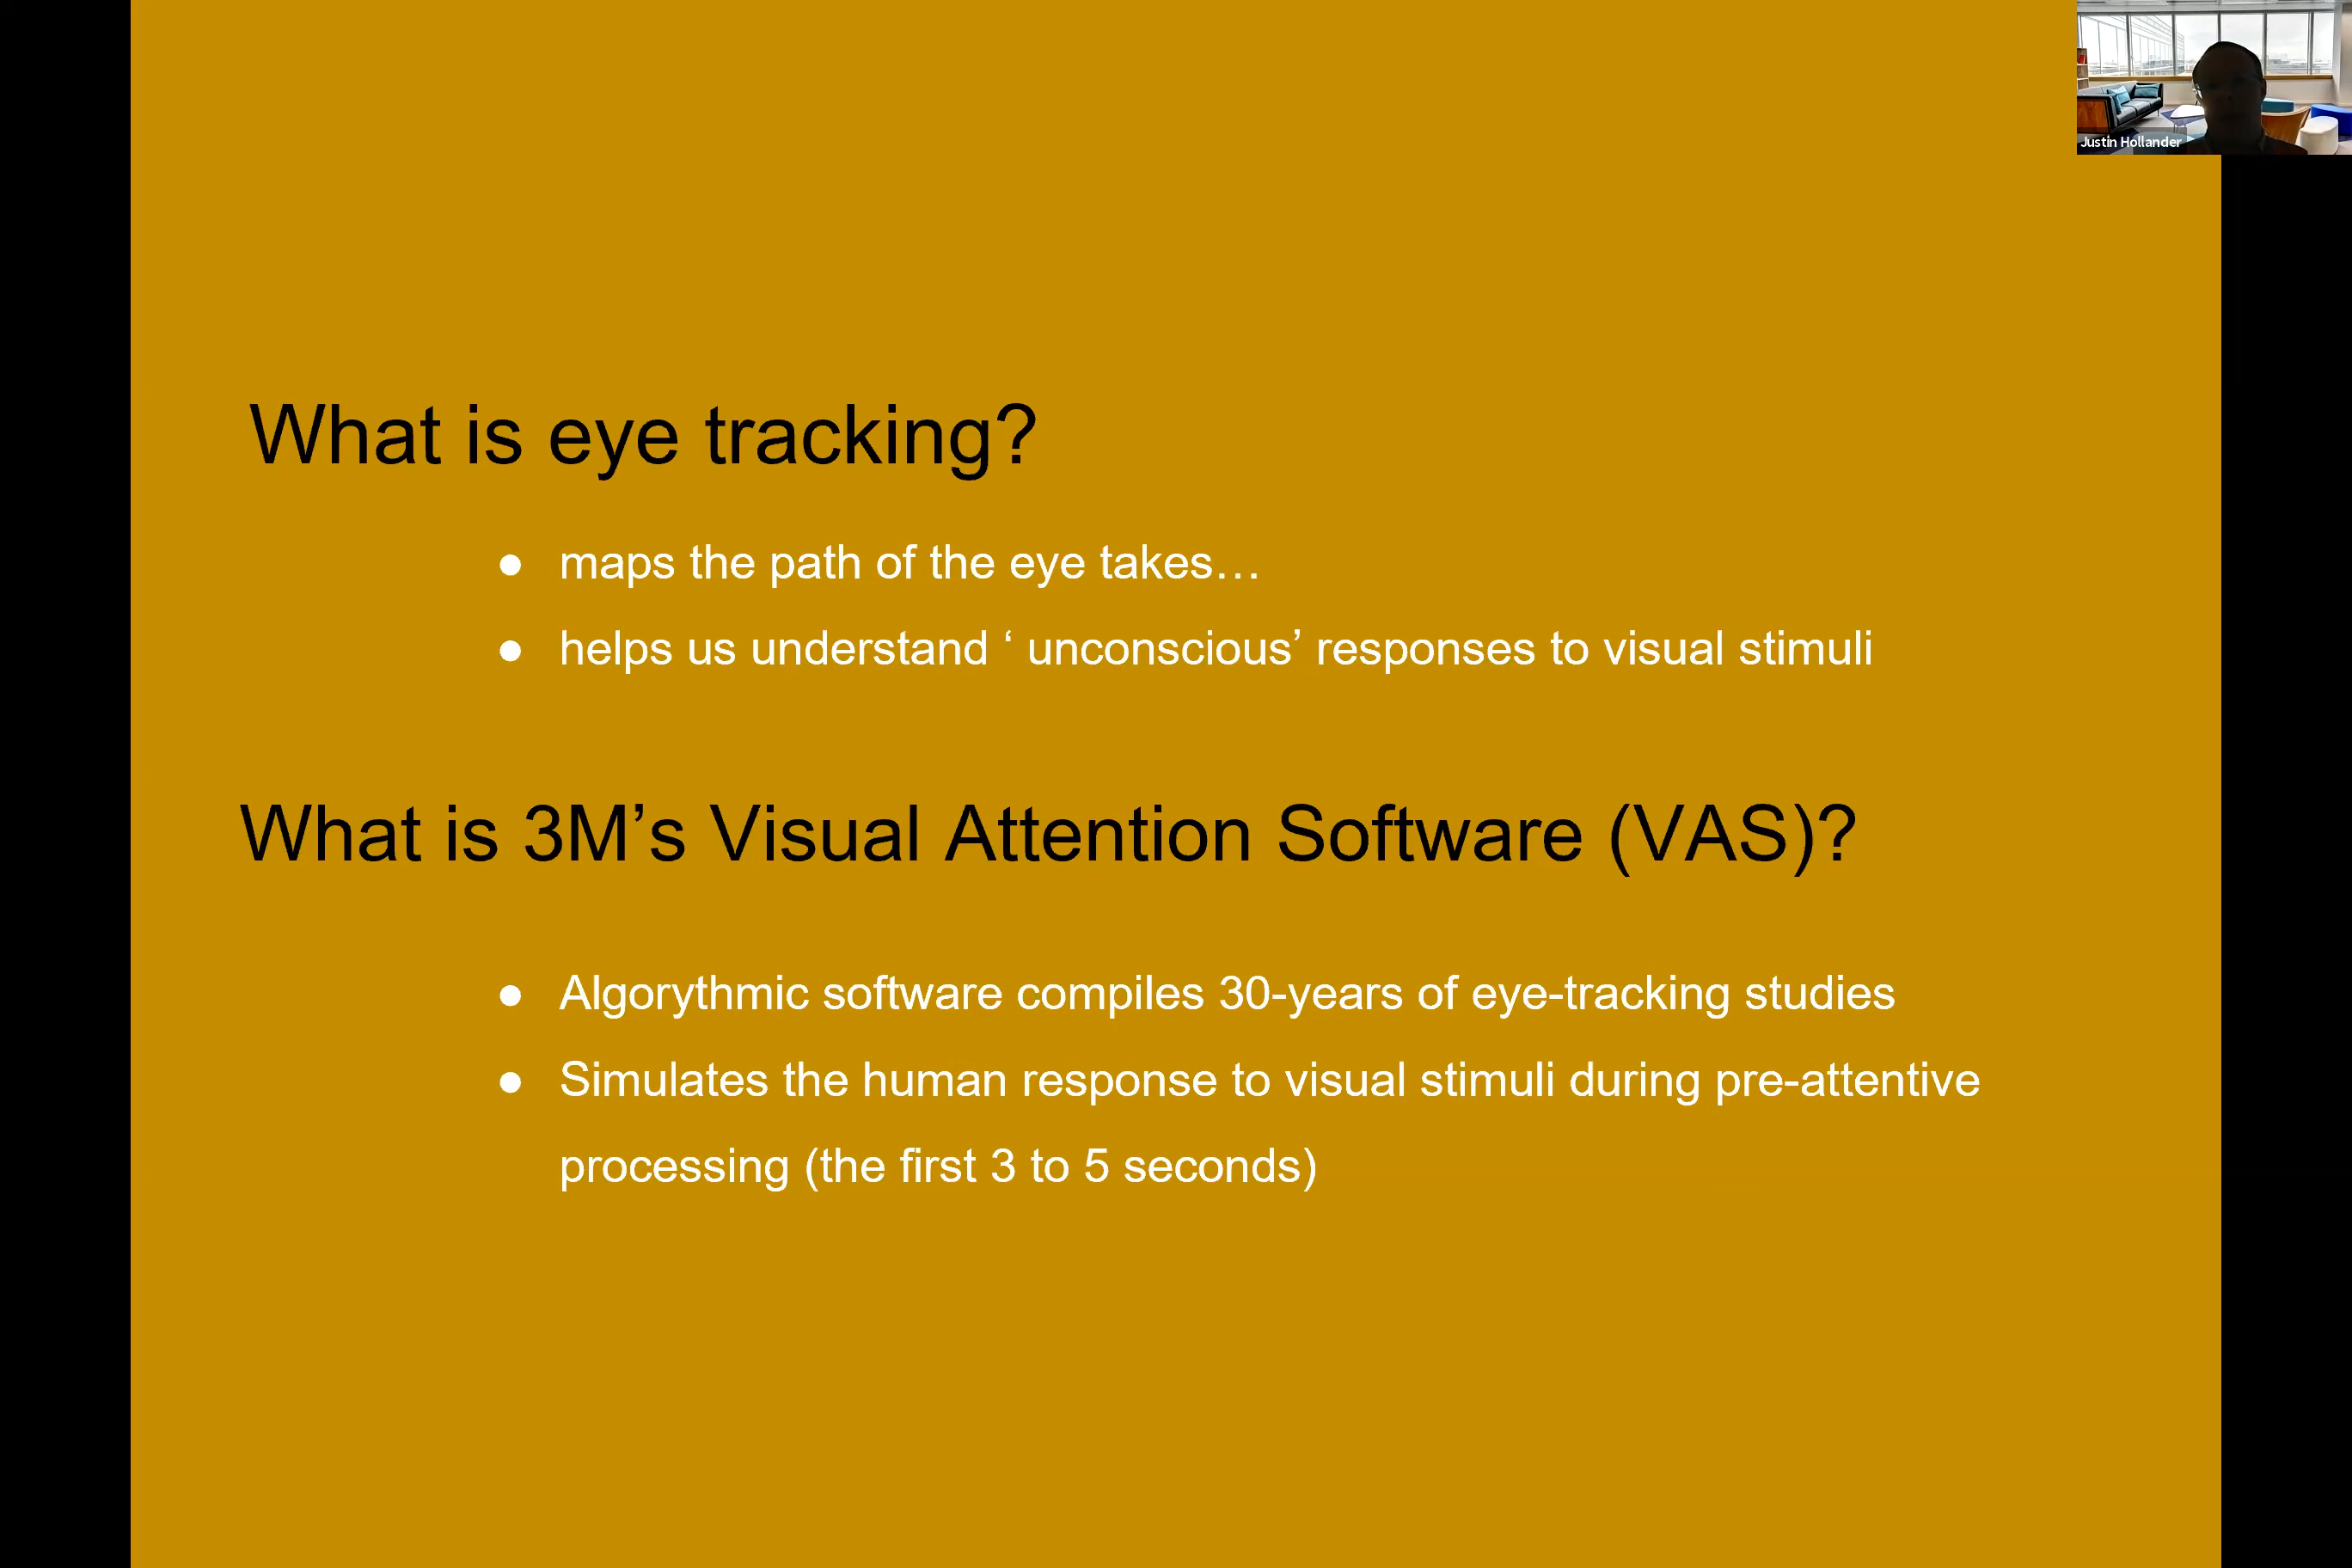 Justin Hollander
What is eye tracking?
● maps the path of the eye takes…
● helps us understand ‘ unconscious’ responses to visual stimuli
What is 3M’s Visual Attention Software (VAS)?
● Algorythmic software compiles 30-years of eye-tracking studies
● Simulates the human response to visual stimuli during pre-attentive
processing (the first 3 to 5 seconds)